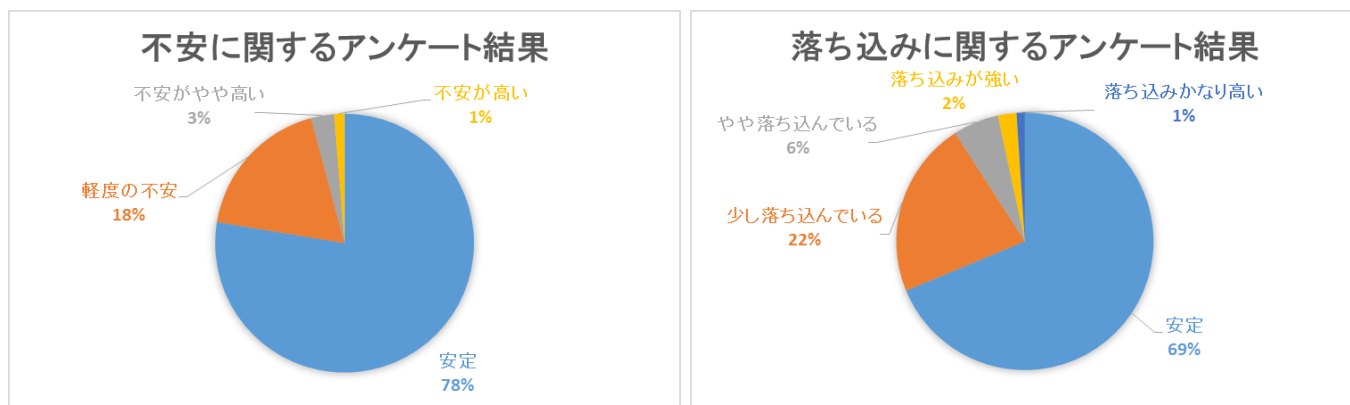 不安に関するアンケート結果
不安がやや高い
3%
不安が高い
1%
軽度の不安
18%
安定
78%
落ち込みに関するアンケート結果
落ち込みが強い
2%
落ち込みかなり高い
1%
やや落ち込んでいる
6%
少し落ち込んでいる
22%
安定
69%